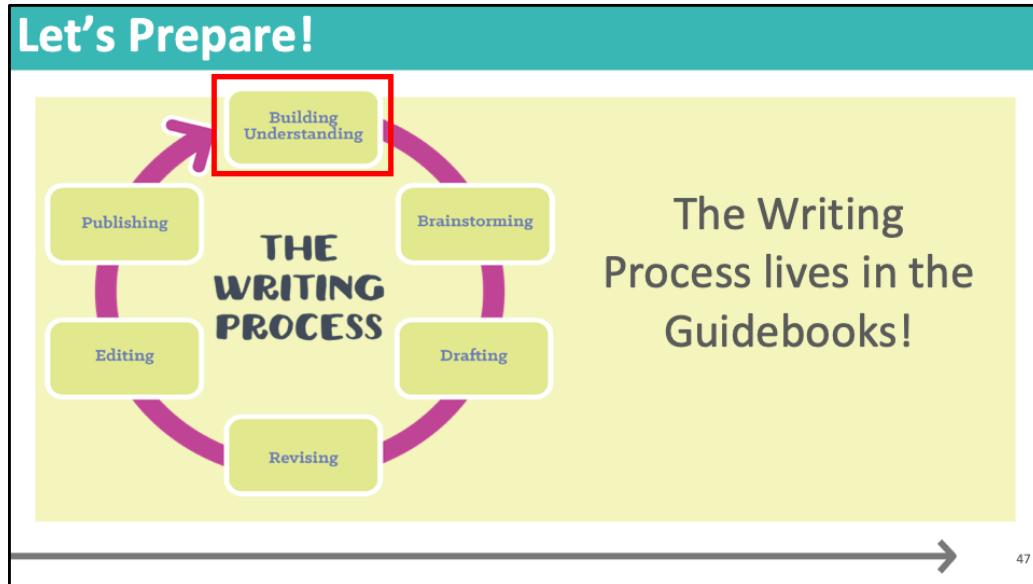 Let's Prepare!
Building
Understanding
Brainstorming
Drafting
Revising
Editing
Publishing
THE
WRITING
PROCESS
The Writing
Process lives in the
Guidebooks!
47